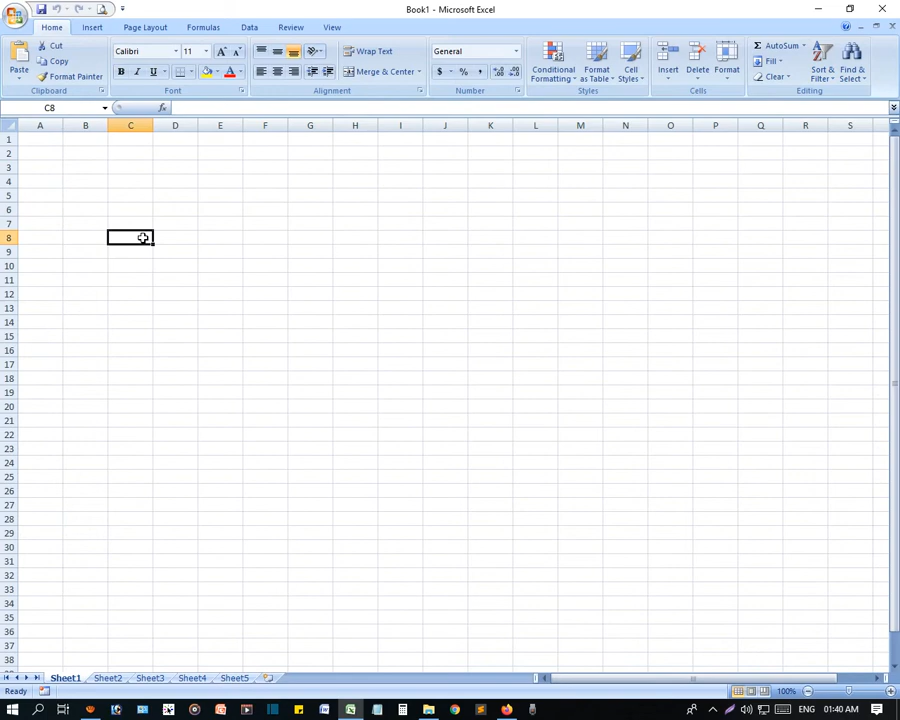 Book1 - Microsoft Excel
Home Insert Page Layout Formulas Data Review View
Paste Cut Copy Format Painter Clipboard
Calibri 11 A A B I U A Font
Wrap Text Merge & Center Alignment
General $ % , Number
Conditional Formatting Format Table Cell Styles Styles
Insert Delete Format Cells
Σ AutoSum Fill Clear Sort & Filter Find & Select Editing
C8 fx
A B C D E F G H I J K L M N O P Q R S
1
2
3
4
5
6
7
8
9
10
11
12
13
14
15
16
17
18
19
20
21
22
23
24
25
26
27
28
29
30
31
32
33
34
35
36
37
38
Sheet1 Sheet2 Sheet3 Sheet4 Sheet5
Ready 100%
ENG 01:40 AM